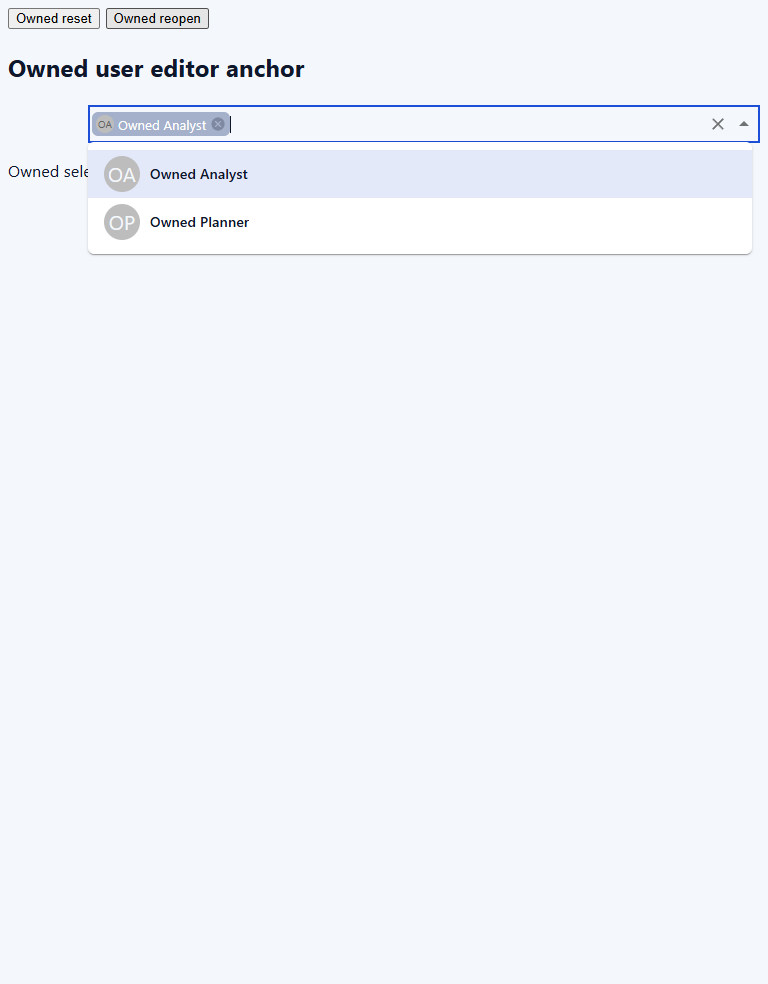 Owned reset Owned reopen
Owned user editor anchor
OA Owned Analyst
Owned sele
OA Owned Analyst
OP Owned Planner